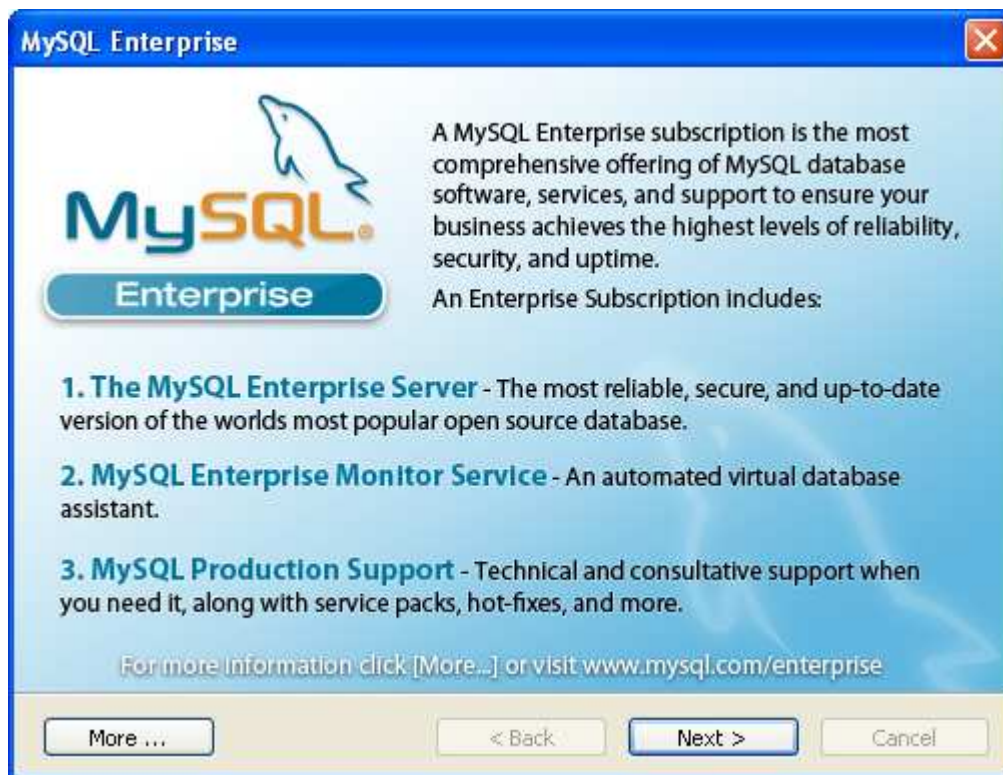 MySQL Enterprise
MySQL®
Enterprise
A MySQL Enterprise subscription is the most
comprehensive offering of MySQL database
software, services, and support to ensure your
business achieves the highest levels of reliability,
security, and uptime.
An Enterprise Subscription includes:
1. The MySQL Enterprise Server - The most reliable, secure, and up-to-date
version of the worlds most popular open source database.
2. MySQL Enterprise Monitor Service - An automated virtual database
assistant.
3. MySQL Production Support - Technical and consultative support when
you need it, along with service packs, hot-fixes, and more.
For more information click [More...] or visit www.mysql.com/enterprise
More ...
< Back
Next >
Cancel